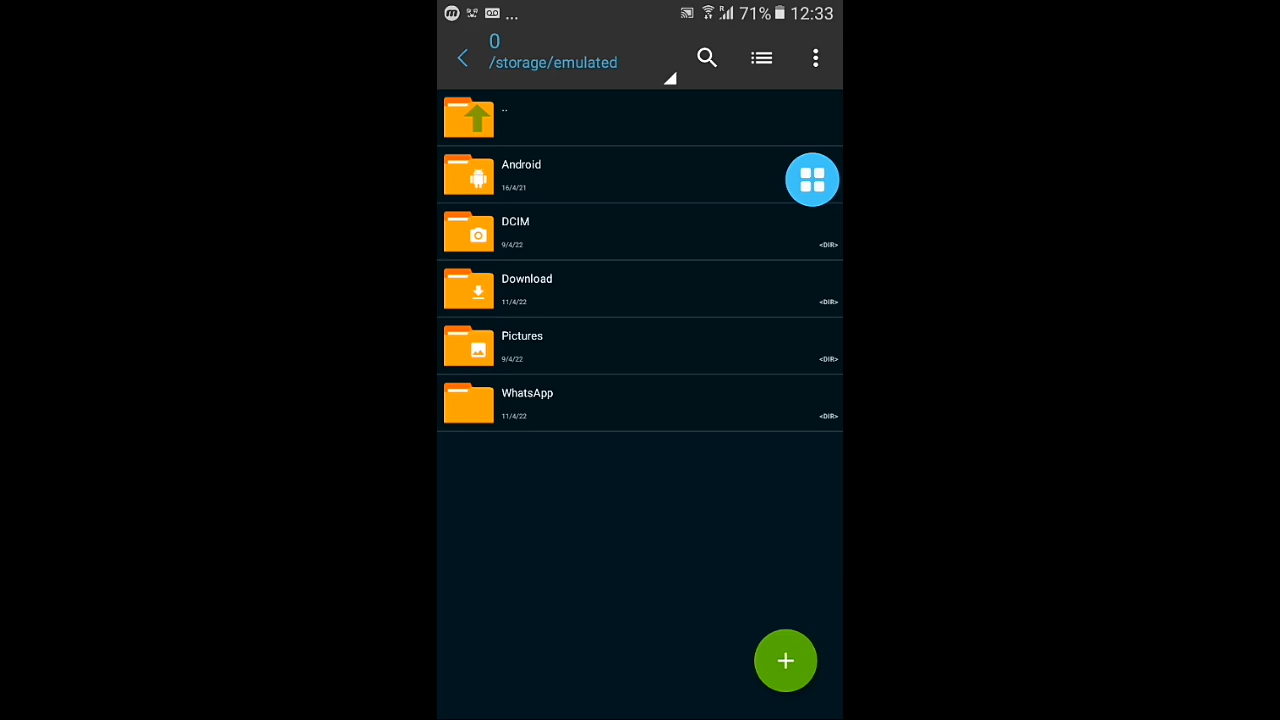 ... 71% 12:33
0
/storage/emulated
..
Android
16/4/21
DCIM
9/4/22 <DIR>
Download
11/4/22 <DIR>
Pictures
9/4/22 <DIR>
WhatsApp
11/4/22 <DIR>